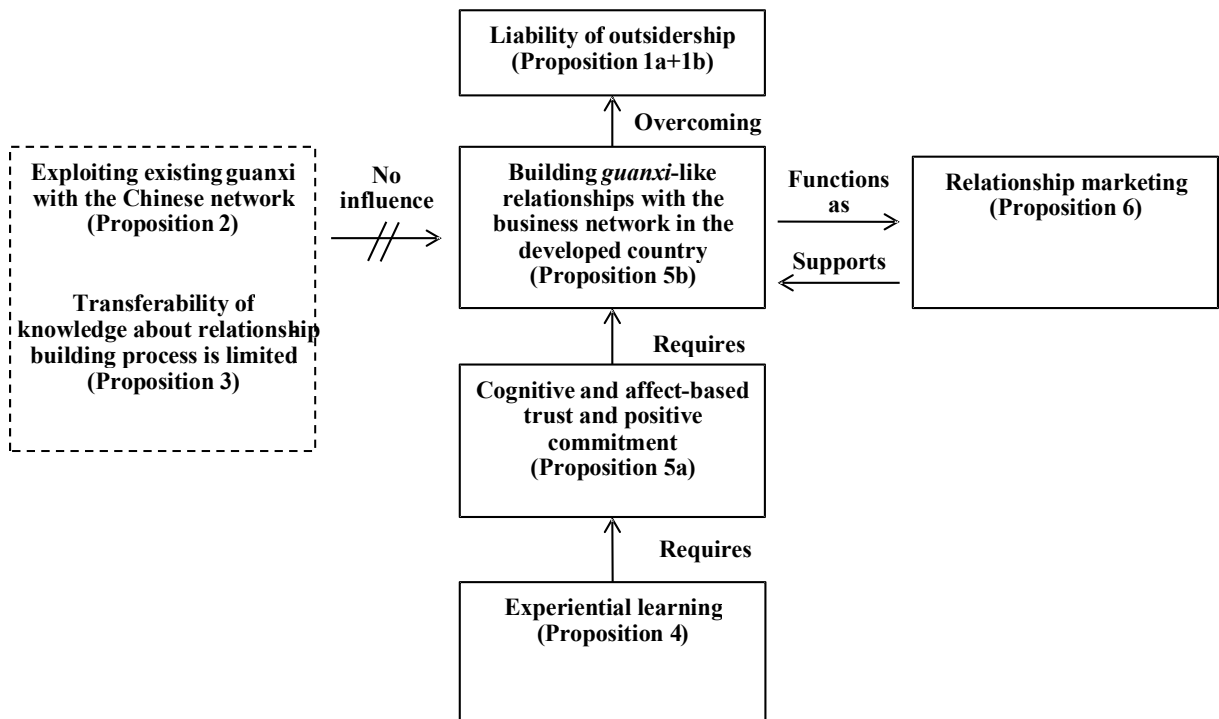 Liability of outsidership
(Proposition 1a+1b)
Overcoming
Exploiting existing guanxi
with the Chinese network
(Proposition 2)
Transferability of
knowledge about relationship
building process is limited
(Proposition 3)
No
influence
Building guanxi-like
relationships with the
business network in the
developed country
(Proposition 5b)
Functions
as
Supports
Relationship marketing
(Proposition 6)
Requires
Cognitive and affect-based
trust and positive
commitment
(Proposition 5a)
Requires
Experiential learning
(Proposition 4)